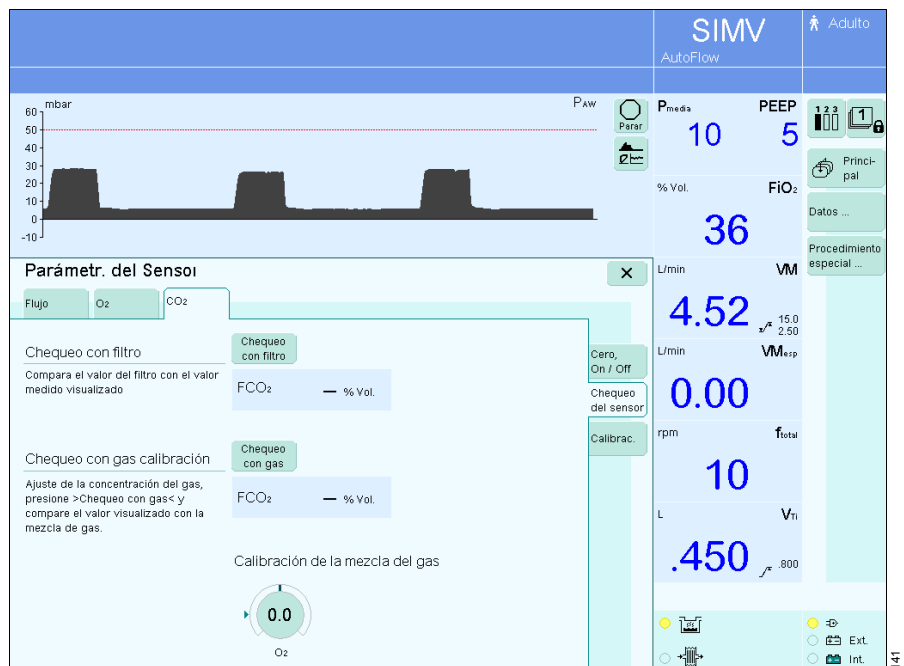 SIMV
AutoFlow
Adulto
mbar
PAW
60
50
40
30
20
10
0
-10
Parar
Pmedia
PEEP
10
5
% Vol.
FiO2
36
L/min
VM
4.52
15.0
2.50
L/min
VMesp
0.00
rpm
ftotal
10
L
VTi
.450
.800
1 2 3
1
Princi-
pal
Datos ...
Procedimiento
especial ...
Parámetr. del Sensor
Flujo
O2
CO2
Chequeo con filtro
Compara el valor del filtro con el valor
medido visualizado
Chequeo
con filtro
FCO2 – % Vol.
Chequeo con gas calibración
Ajuste de la concentración del gas,
presione >Chequeo con gas< y
compare el valor visualizado con la
mezcla de gas.
Chequeo
con gas
FCO2 – % Vol.
Calibración de la mezcla del gas
0.0
O2
Cero,
On / Off
Chequeo
del sensor
Calibrac.
Ext.
Int.